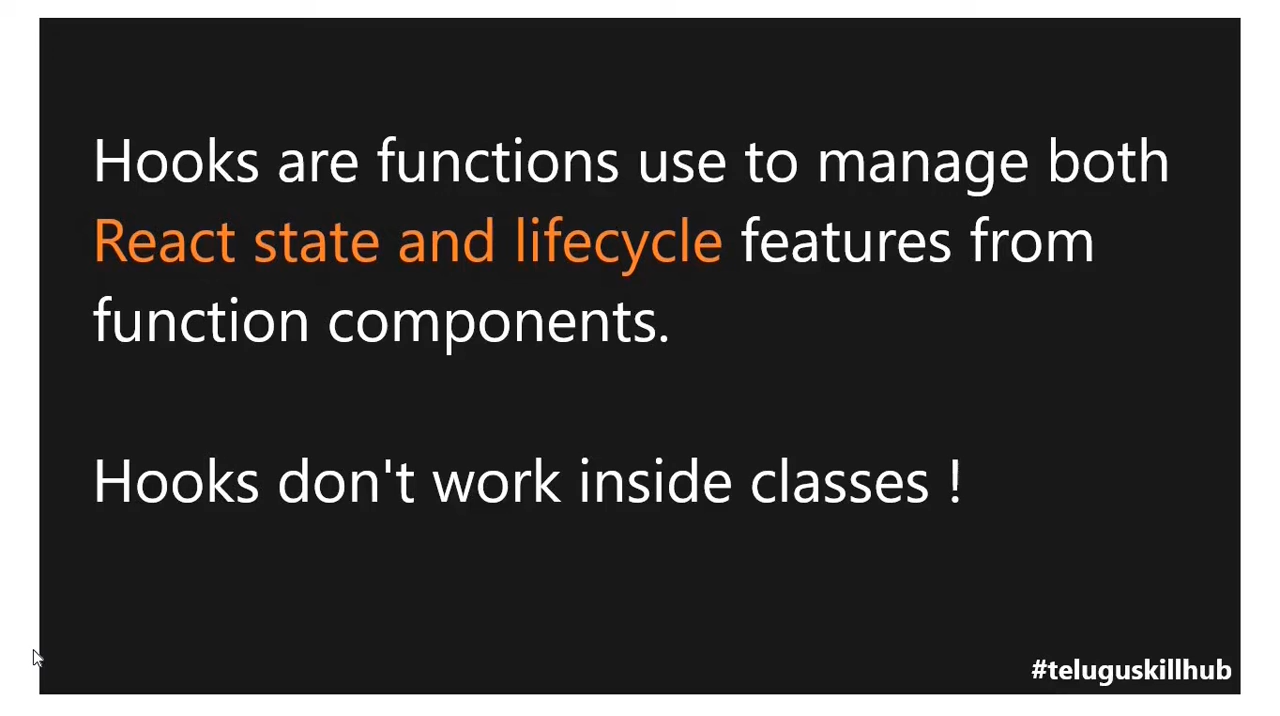 Hooks are functions use to manage both
React state and lifecycle features from
function components.
Hooks don't work inside classes !
#teluguskillhub